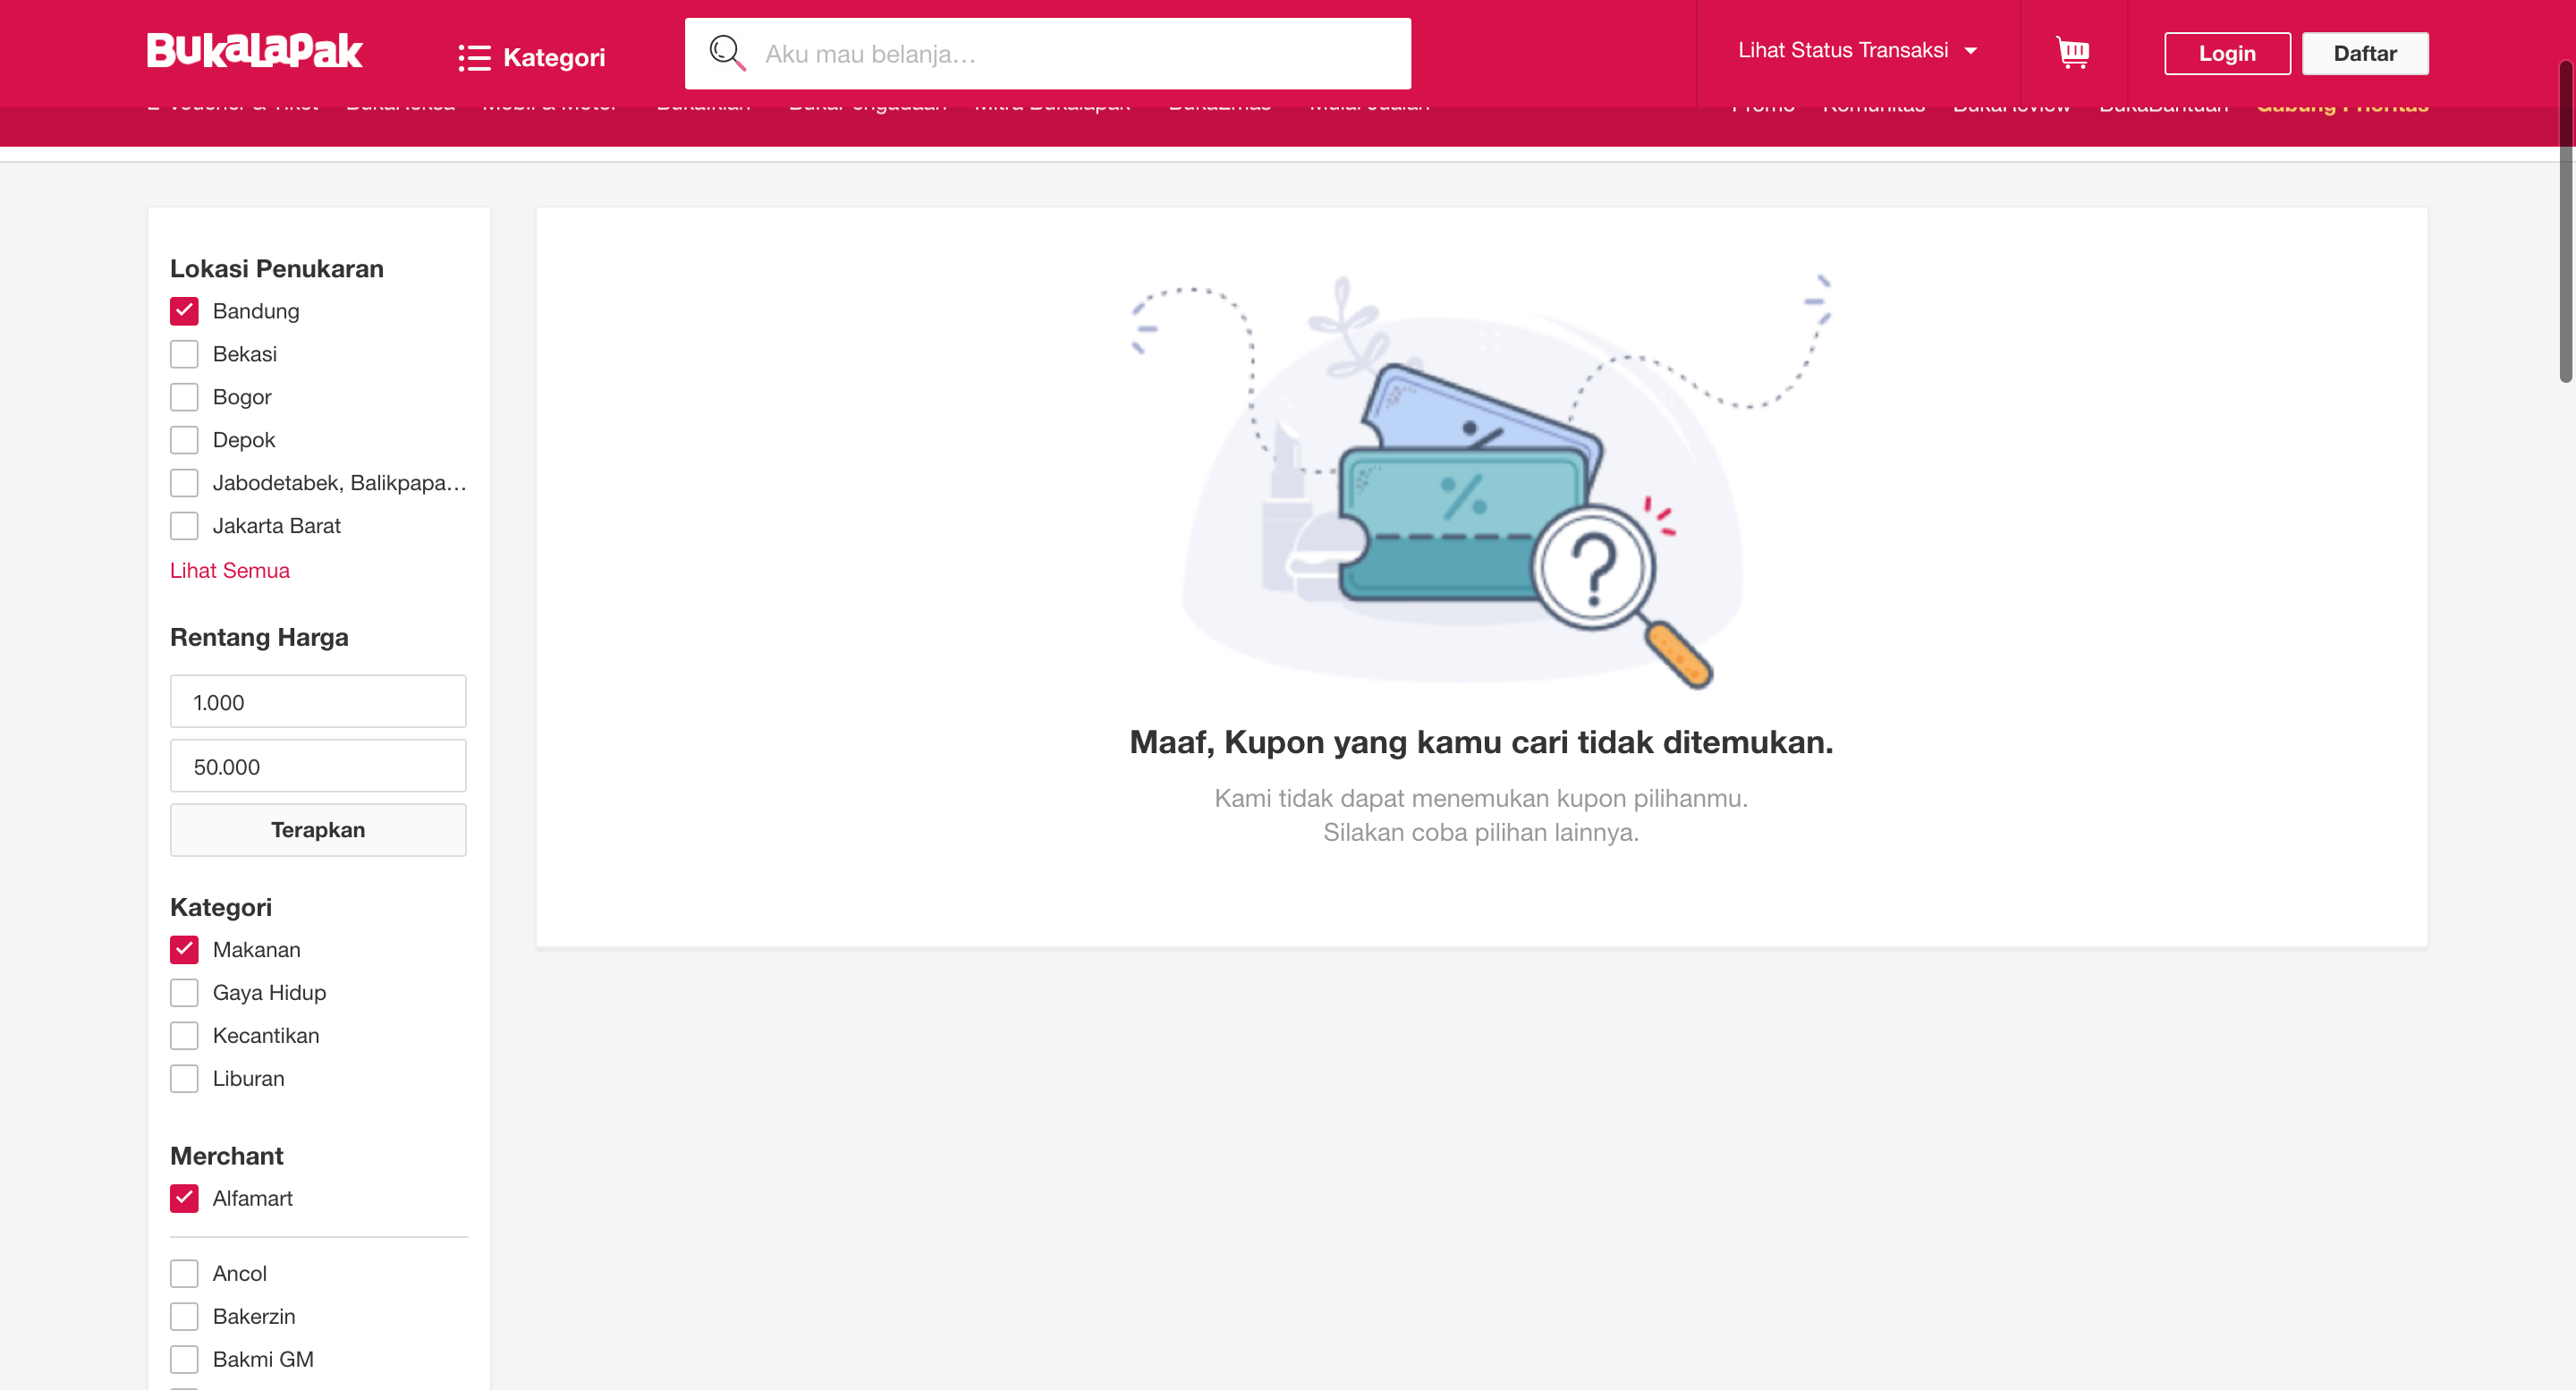 Bukalapak
Kategori
Aku mau belanja...
Lihat Status Transaksi
Login
Daftar
Lokasi Penukaran
Bandung
Bekasi
Bogor
Depok
Jabodetabek, Balikpapa...
Jakarta Barat
Lihat Semua
Rentang Harga
1.000
50.000
Terapkan
Kategori
Makanan
Gaya Hidup
Kecantikan
Liburan
Merchant
Alfamart
Ancol
Bakerzin
Bakmi GM
%
%
?
Maaf, Kupon yang kamu cari tidak ditemukan.
Kami tidak dapat menemukan kupon pilihanmu.
Silakan coba pilihan lainnya.